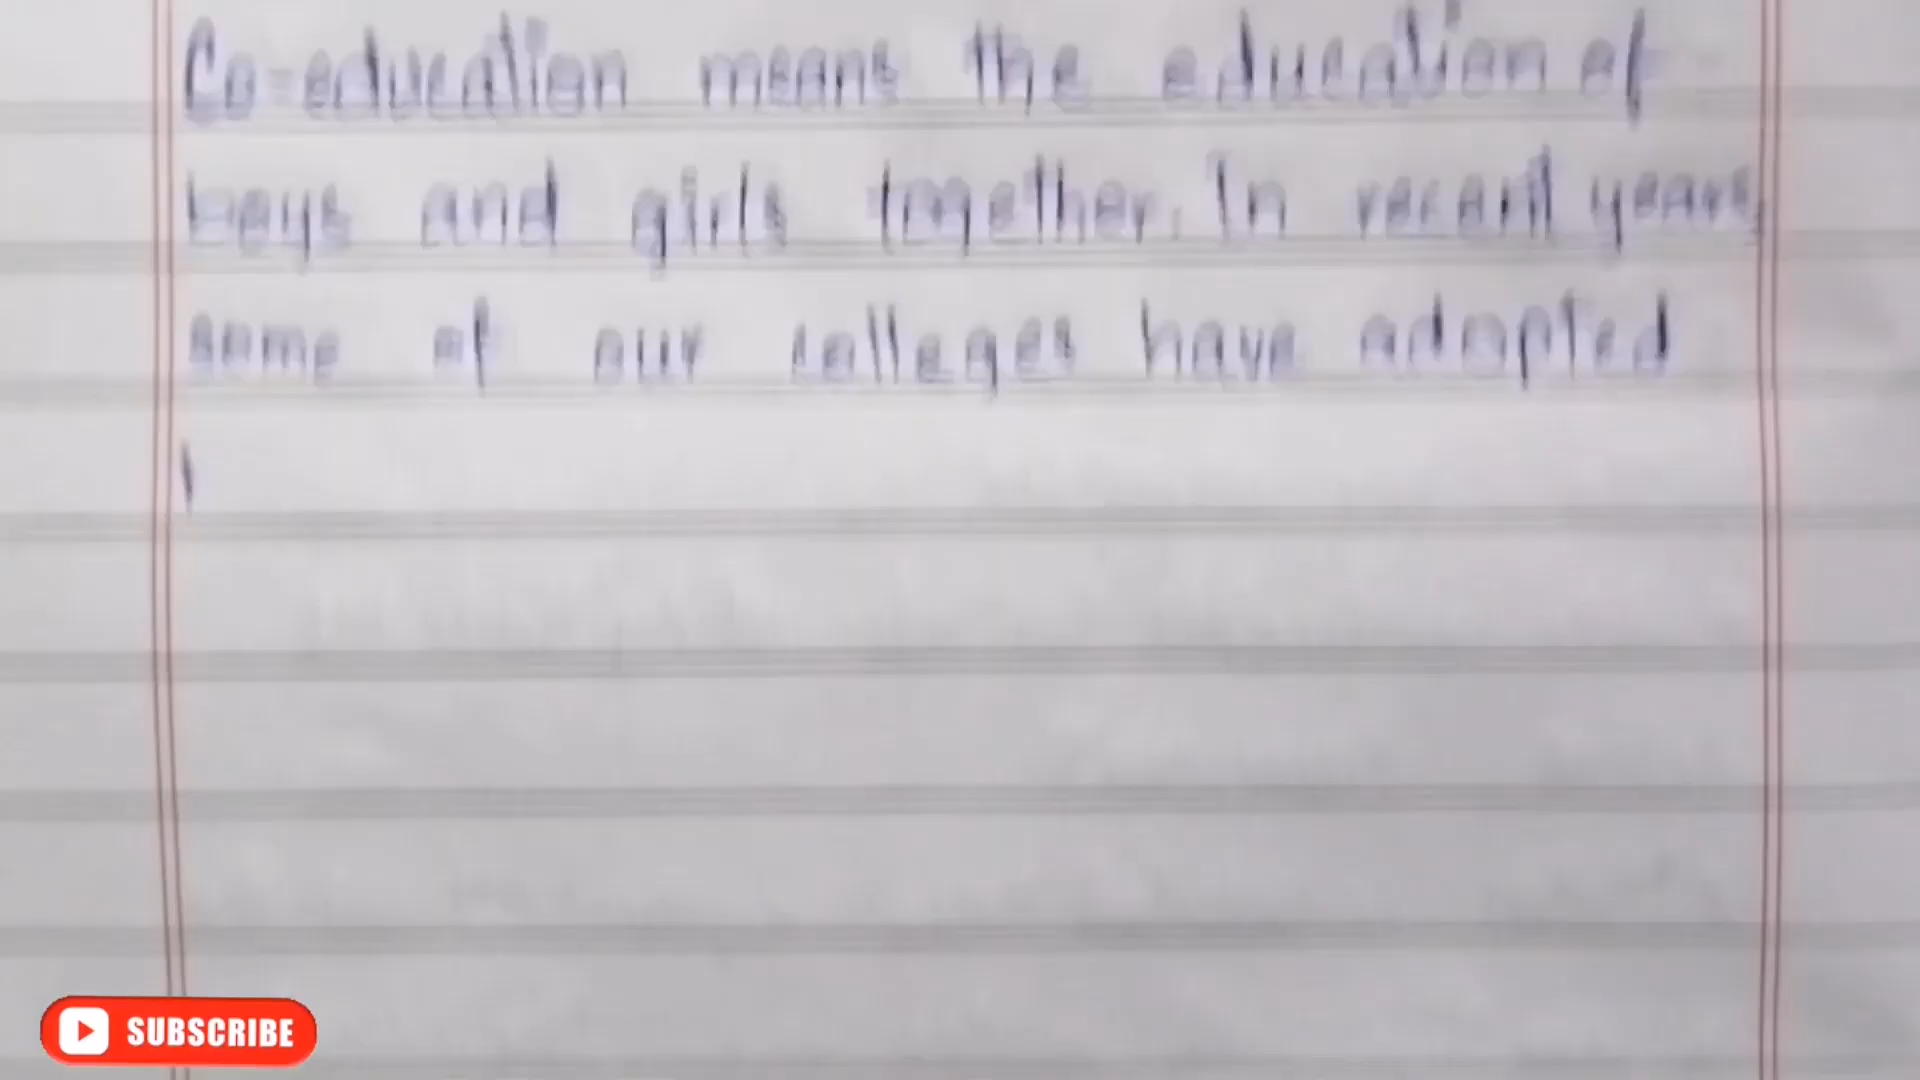 Co-education means the education of
boys and girls together. In recent years,
some of our colleges have adopted
SUBSCRIBE